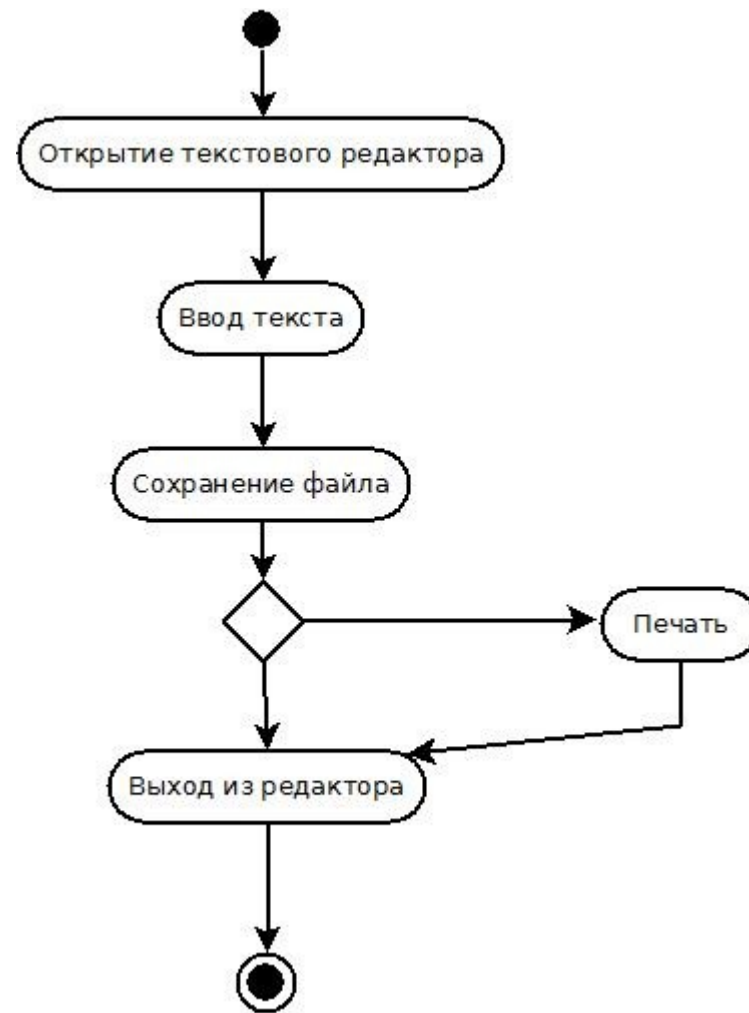 Открытие текстового редактора
Ввод текста
Сохранение файла
Печать
Выход из редактора